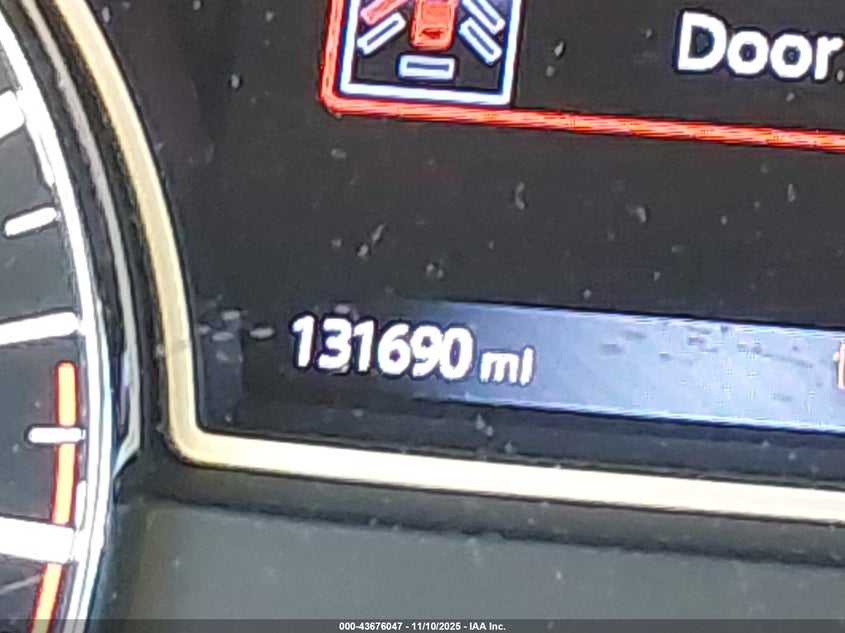 Door
131690 mi
000-43676047 - 11/10/2025 - IAA Inc.